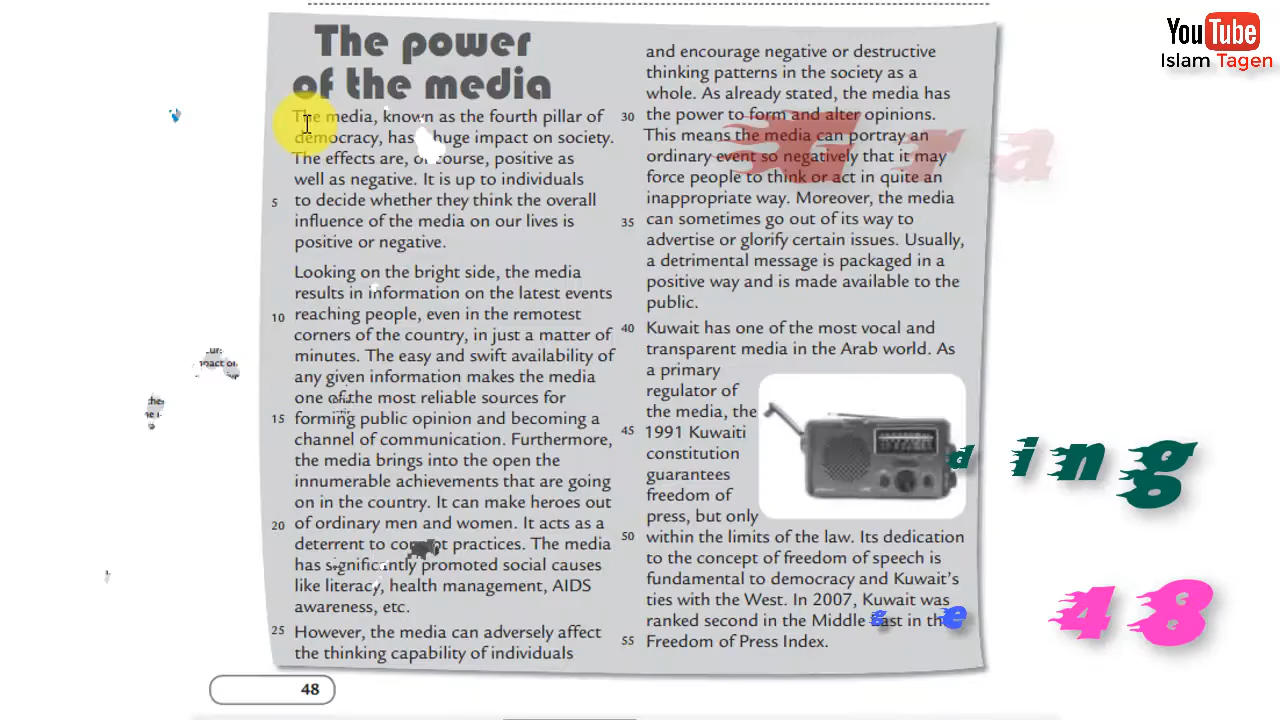 The power
of the media
The media, known as the fourth pillar of
democracy, has huge impact on society.
The effects are, of course, positive as
well as negative. It is up to individuals
5 to decide whether they think the overall
influence of the media on our lives is
positive or negative.
Looking on the bright side, the media
results in information on the latest events
10 reaching people, even in the remotest
corners of the country, in just a matter of
minutes. The easy and swift availability of
any given information makes the media
one of the most reliable sources for
15 forming public opinion and becoming a
channel of communication. Furthermore,
the media brings into the open the
innumerable achievements that are going
on in the country. It can make heroes out
20 of ordinary men and women. It acts as a
deterrent to corrupt practices. The media
has significantly promoted social causes
like literacy, health management, AIDS
awareness, etc.
25 However, the media can adversely affect
the thinking capability of individuals
and encourage negative or destructive
thinking patterns in the society as a
whole. As already stated, the media has
30 the power to form and alter opinions.
This means the media can portray an
ordinary event so negatively that it may
force people to think or act in quite an
inappropriate way. Moreover, the media
35 can sometimes go out of its way to
advertise or glorify certain issues. Usually,
a detrimental message is packaged in a
positive way and is made available to the
public.
40 Kuwait has one of the most vocal and
transparent media in the Arab world. As
a primary
regulator of
the media, the
45 1991 Kuwaiti
constitution
guarantees
freedom of
press, but only
50 within the limits of the law. Its dedication
to the concept of freedom of speech is
fundamental to democracy and Kuwait's
ties with the West. In 2007, Kuwait was
ranked second in the Middle East in the
55 Freedom of Press Index.
48
YouTube
Islam Tagen
G r a
d i n g
g e
48